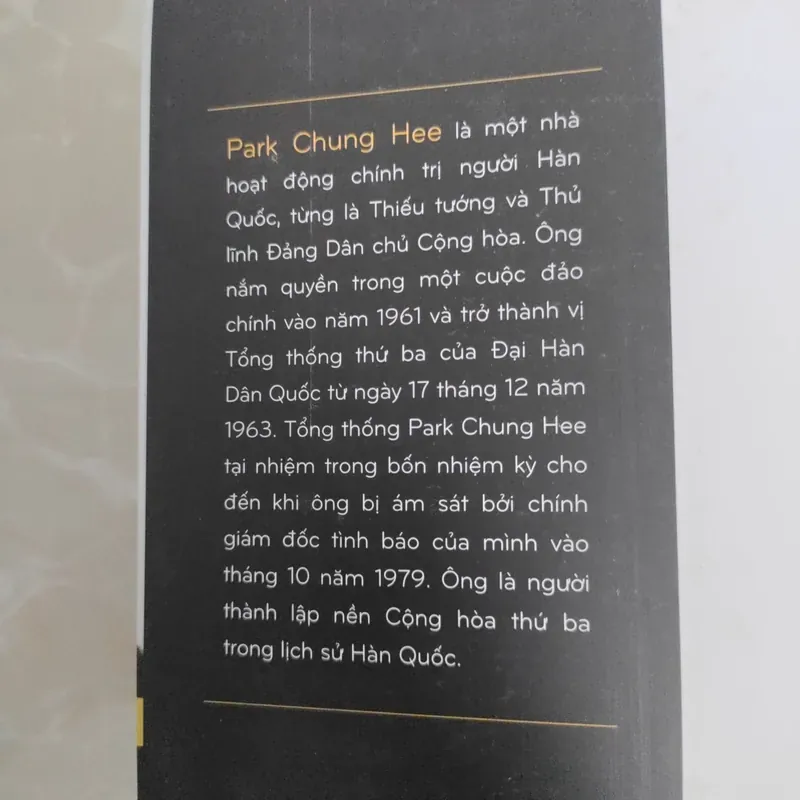 Park Chung Hee là một nhà
hoạt động chính trị người Hàn
Quốc, từng là Thiếu tướng và Thủ
lĩnh Đảng Dân chủ Cộng hòa. Ông
nắm quyền trong một cuộc đảo
chính vào năm 1961 và trở thành vị
Tổng thống thứ ba của Đại Hàn
Dân Quốc từ ngày 17 tháng 12 năm
1963. Tổng thống Park Chung Hee
tại nhiệm trong bốn nhiệm kỳ cho
đến khi ông bị ám sát bởi chính
giám đốc tình báo của mình vào
tháng 10 năm 1979. Ông là người
thành lập nền Cộng hòa thứ ba
trong lịch sử Hàn Quốc.